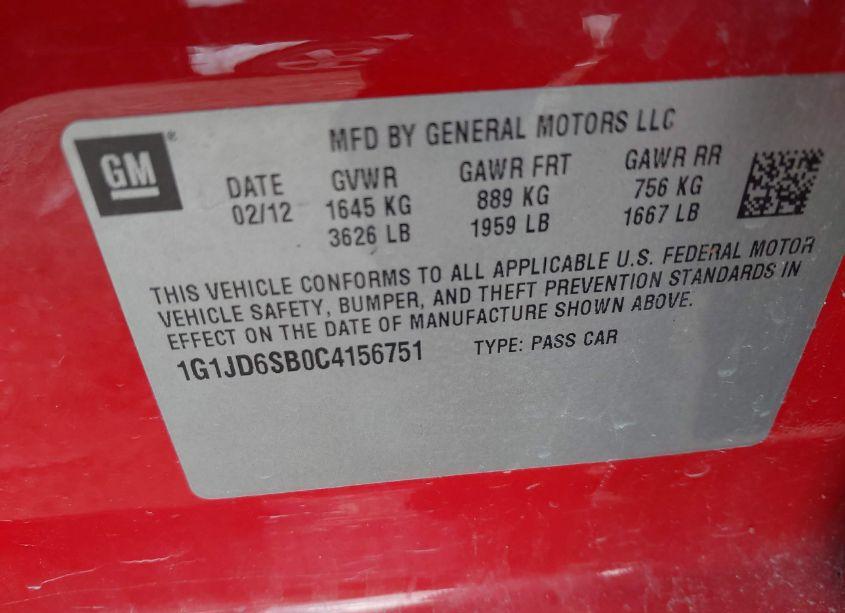 GM®
MFD BY GENERAL MOTORS LLC
DATE GVWR GAWR FRT GAWR RR
02/12 1645 KG 889 KG 756 KG
3626 LB 1959 LB 1667 LB
THIS VEHICLE CONFORMS TO ALL APPLICABLE U.S. FEDERAL MOTOR
VEHICLE SAFETY, BUMPER, AND THEFT PREVENTION STANDARDS IN
EFFECT ON THE DATE OF MANUFACTURE SHOWN ABOVE.
1G1JD6SB0C4156751 TYPE: PASS CAR